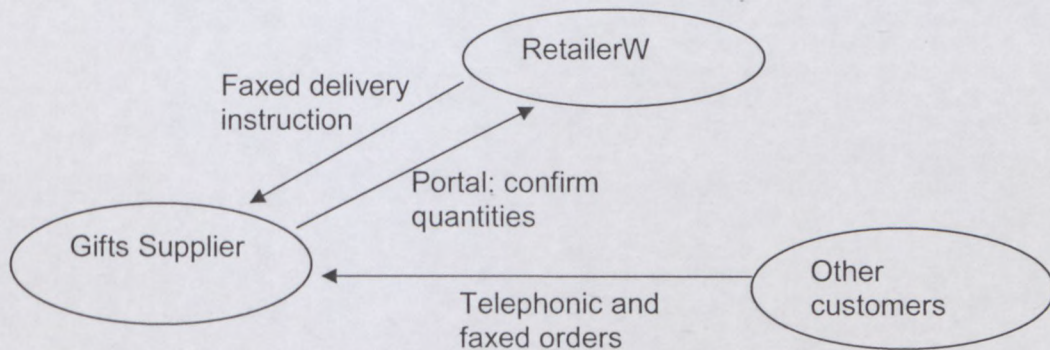 RetailerW
Faxed delivery
instruction
Portal: confirm
quantities
Gifts Supplier
Other
customers
Telephonic and
faxed orders